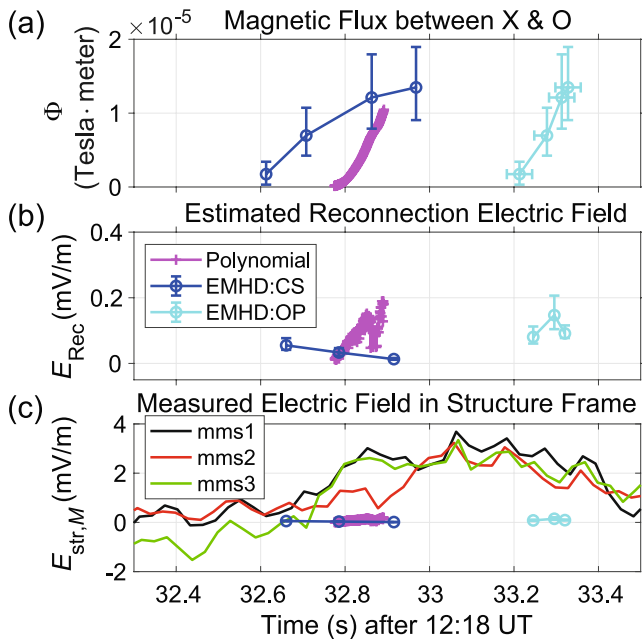 (a) Magnetic Flux between X & O
×10⁻⁵
2
1
0
Φ
(Tesla·meter)
(b) Estimated Reconnection Electric Field
0.4
0.2
0
E_Rec (mV/m)
Polynomial
EMHD:CS
EMHD:OP
(c) Measured Electric Field in Structure Frame
4
2
0
-2
E_str,M (mV/m)
mms1
mms2
mms3
32.4 32.6 32.8 33 33.2 33.4
Time (s) after 12:18 UT